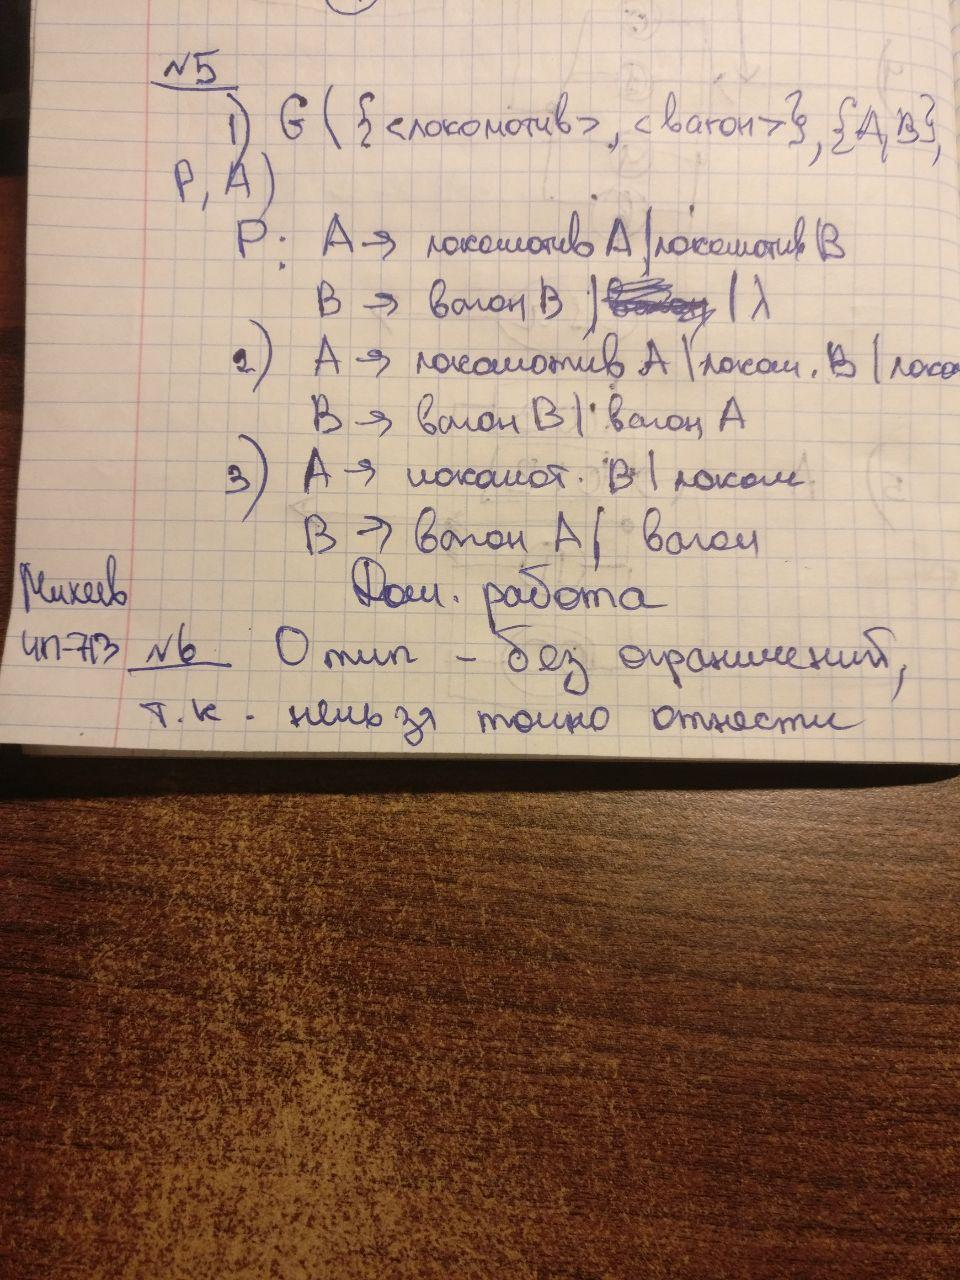 №5
1) G ( {<локомотив>, <вагон>}, {A, B},
P, A)
P: A → локомотив A | локомотив B
B → вагон B | | λ
2) A → локомотив A | локом. B | локо
B → вагон B | вагон A
3) A → локомот. B | локом
B → вагон A | вагон
Михеев Дом. работа
ИП-713 №6 0 тип - без ограничений,
т.к. нельзя точно отнести